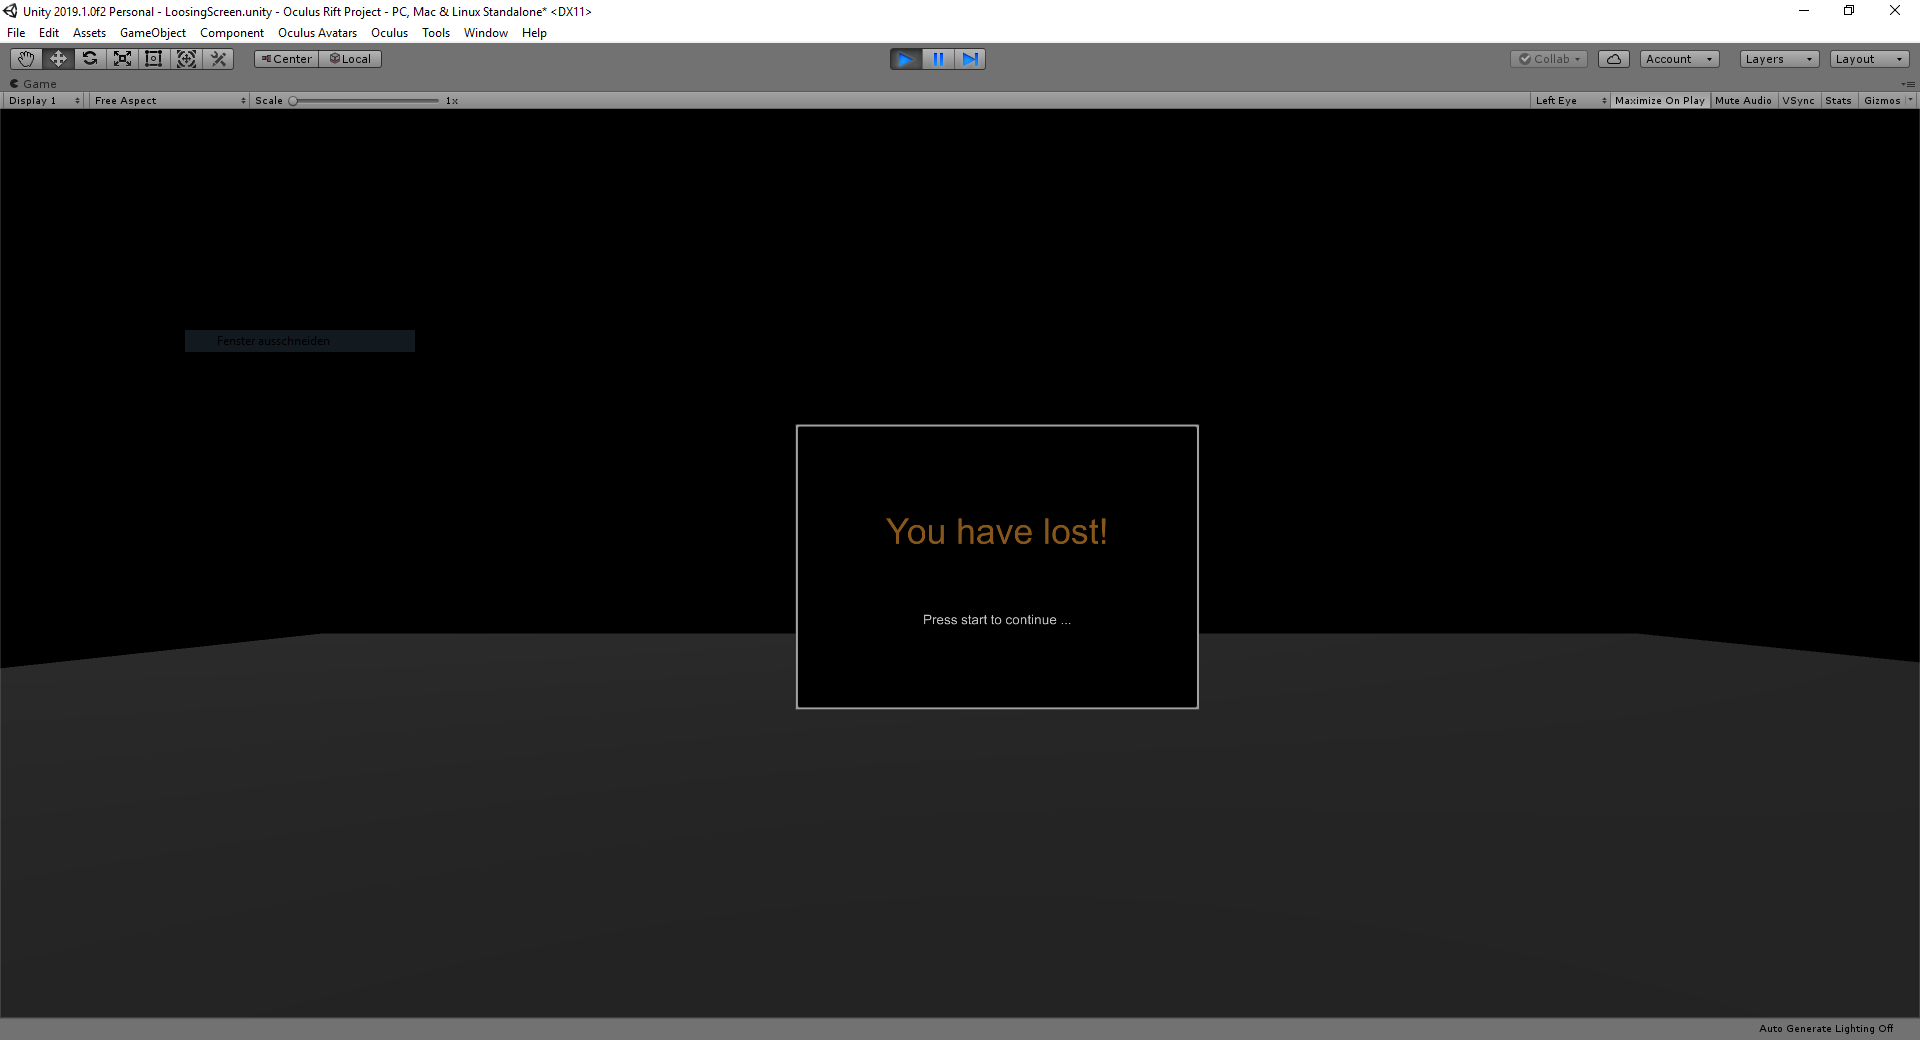 Unity 2019.1.0f2 Personal - LoosingScreen.unity - Oculus Rift Project - PC, Mac & Linux Standalone* <DX11>
File Edit Assets GameObject Component Oculus Avatars Oculus Tools Window Help
Center Local Collab Account Layers Layout
Game
Display 1 Free Aspect Scale 1x Left Eye Maximize On Play Mute Audio VSync Stats Gizmos
Fenster ausschneiden
You have lost!
Press start to continue ...
Auto Generate Lighting Off